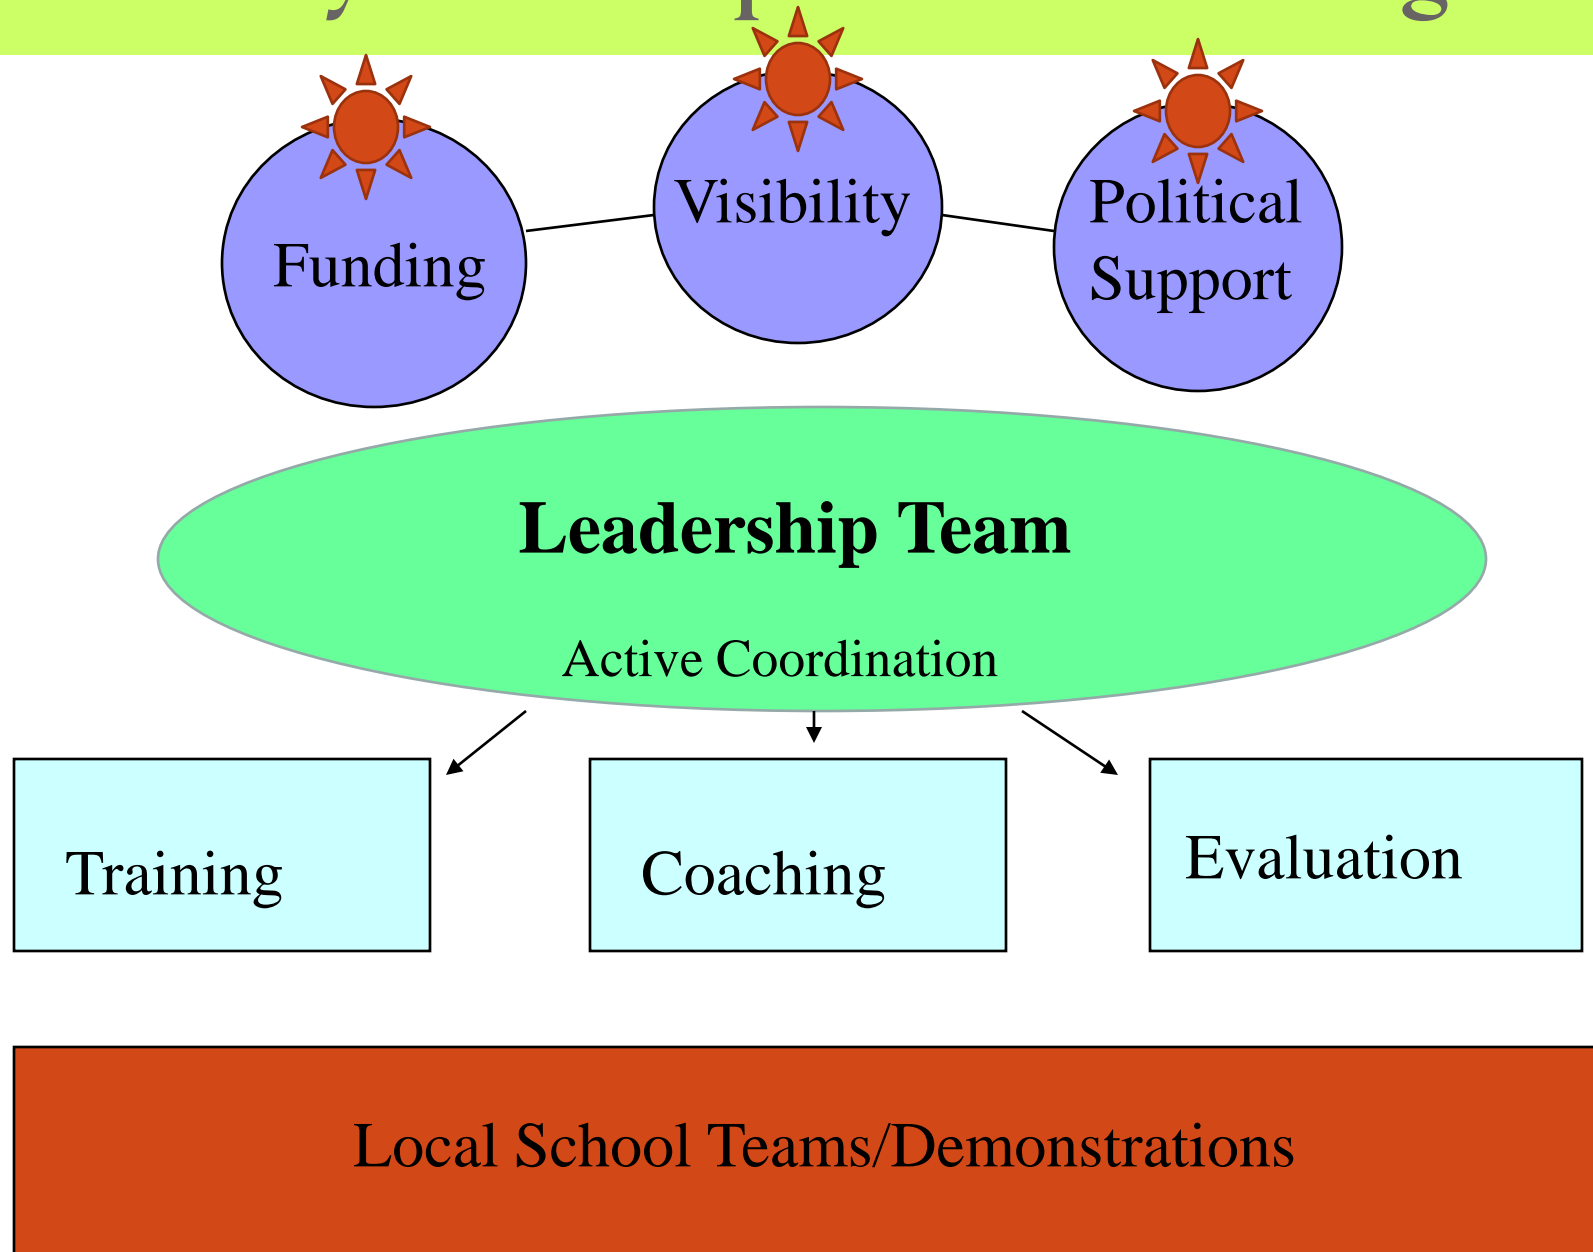 Funding
Visibility
Political
Support
Leadership Team
Active Coordination
Training
Coaching
Evaluation
Local School Teams/Demonstrations